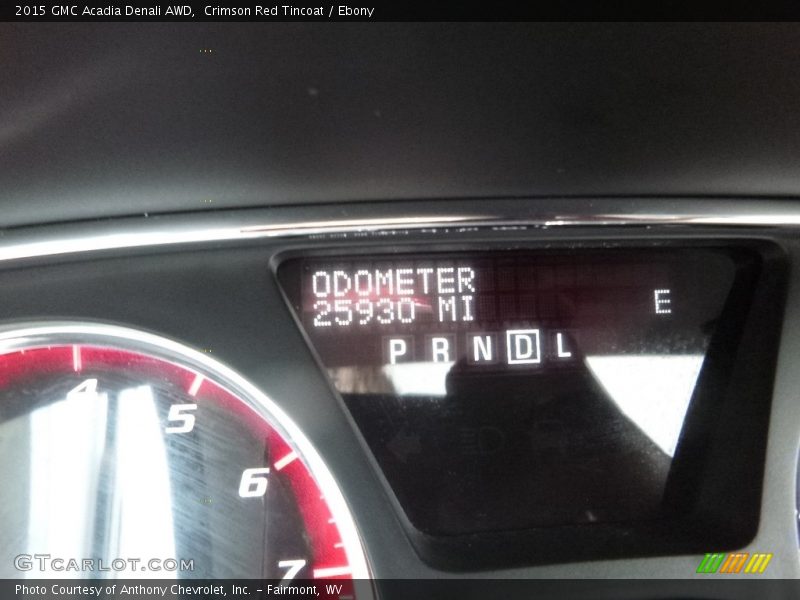 2015 GMC Acadia Denali AWD, Crimson Red Tincoat / Ebony
ODOMETER
25930 MI
E
P R N D L
4
5
6
7
GTCARLOT.COM
Photo Courtesy of Anthony Chevrolet, Inc. – Fairmont, WV